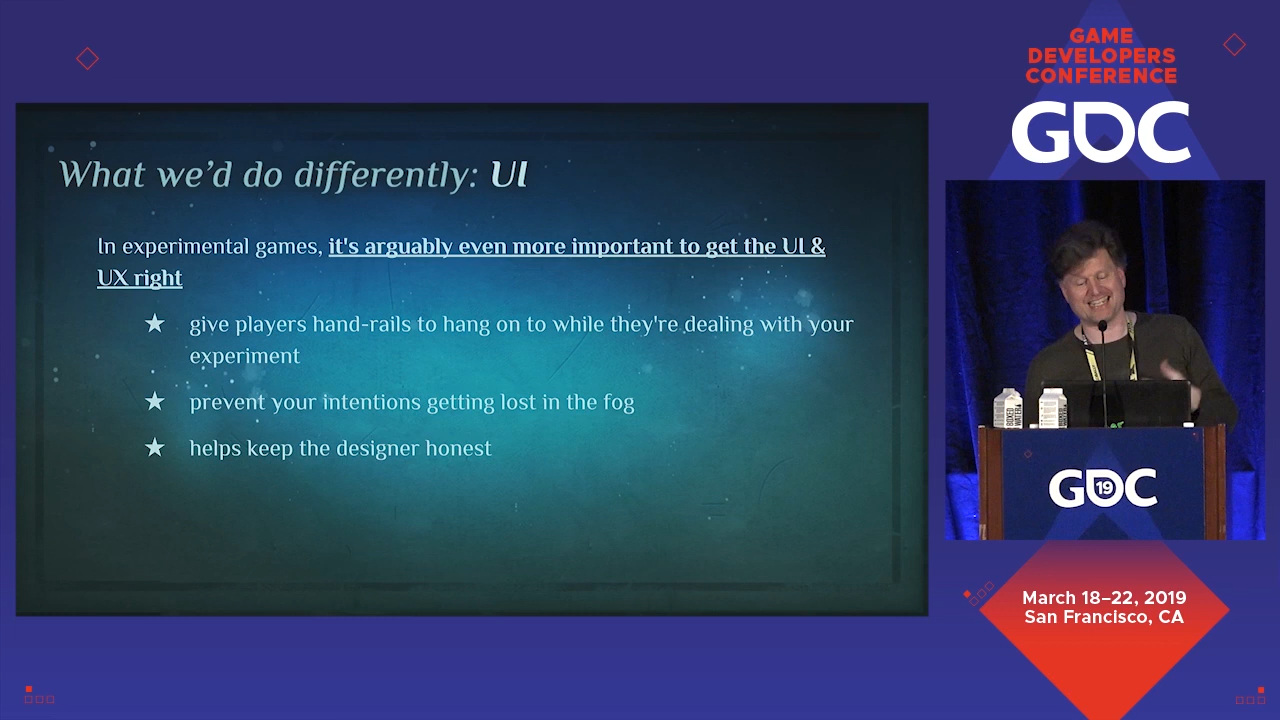 GAME
DEVELOPERS
CONFERENCE
GDC
What we'd do differently: UI
In experimental games, it's arguably even more important to get the UI &
UX right
★ give players hand-rails to hang on to while they're dealing with your
experiment
★ prevent your intentions getting lost in the fog
★ helps keep the designer honest
BOXED
WATER
GDC
19
March 18–22, 2019
San Francisco, CA